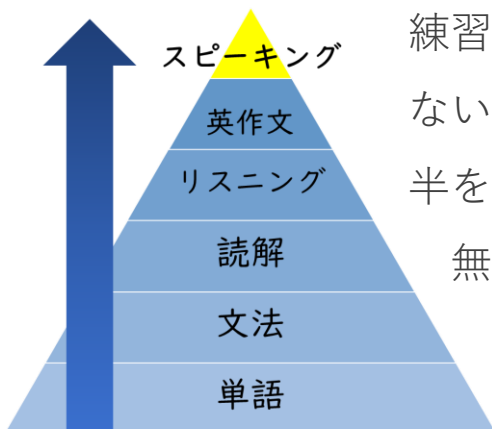 スピーキング
英作文
リスニング
読解
文法
単語
練習
ない
半を
無